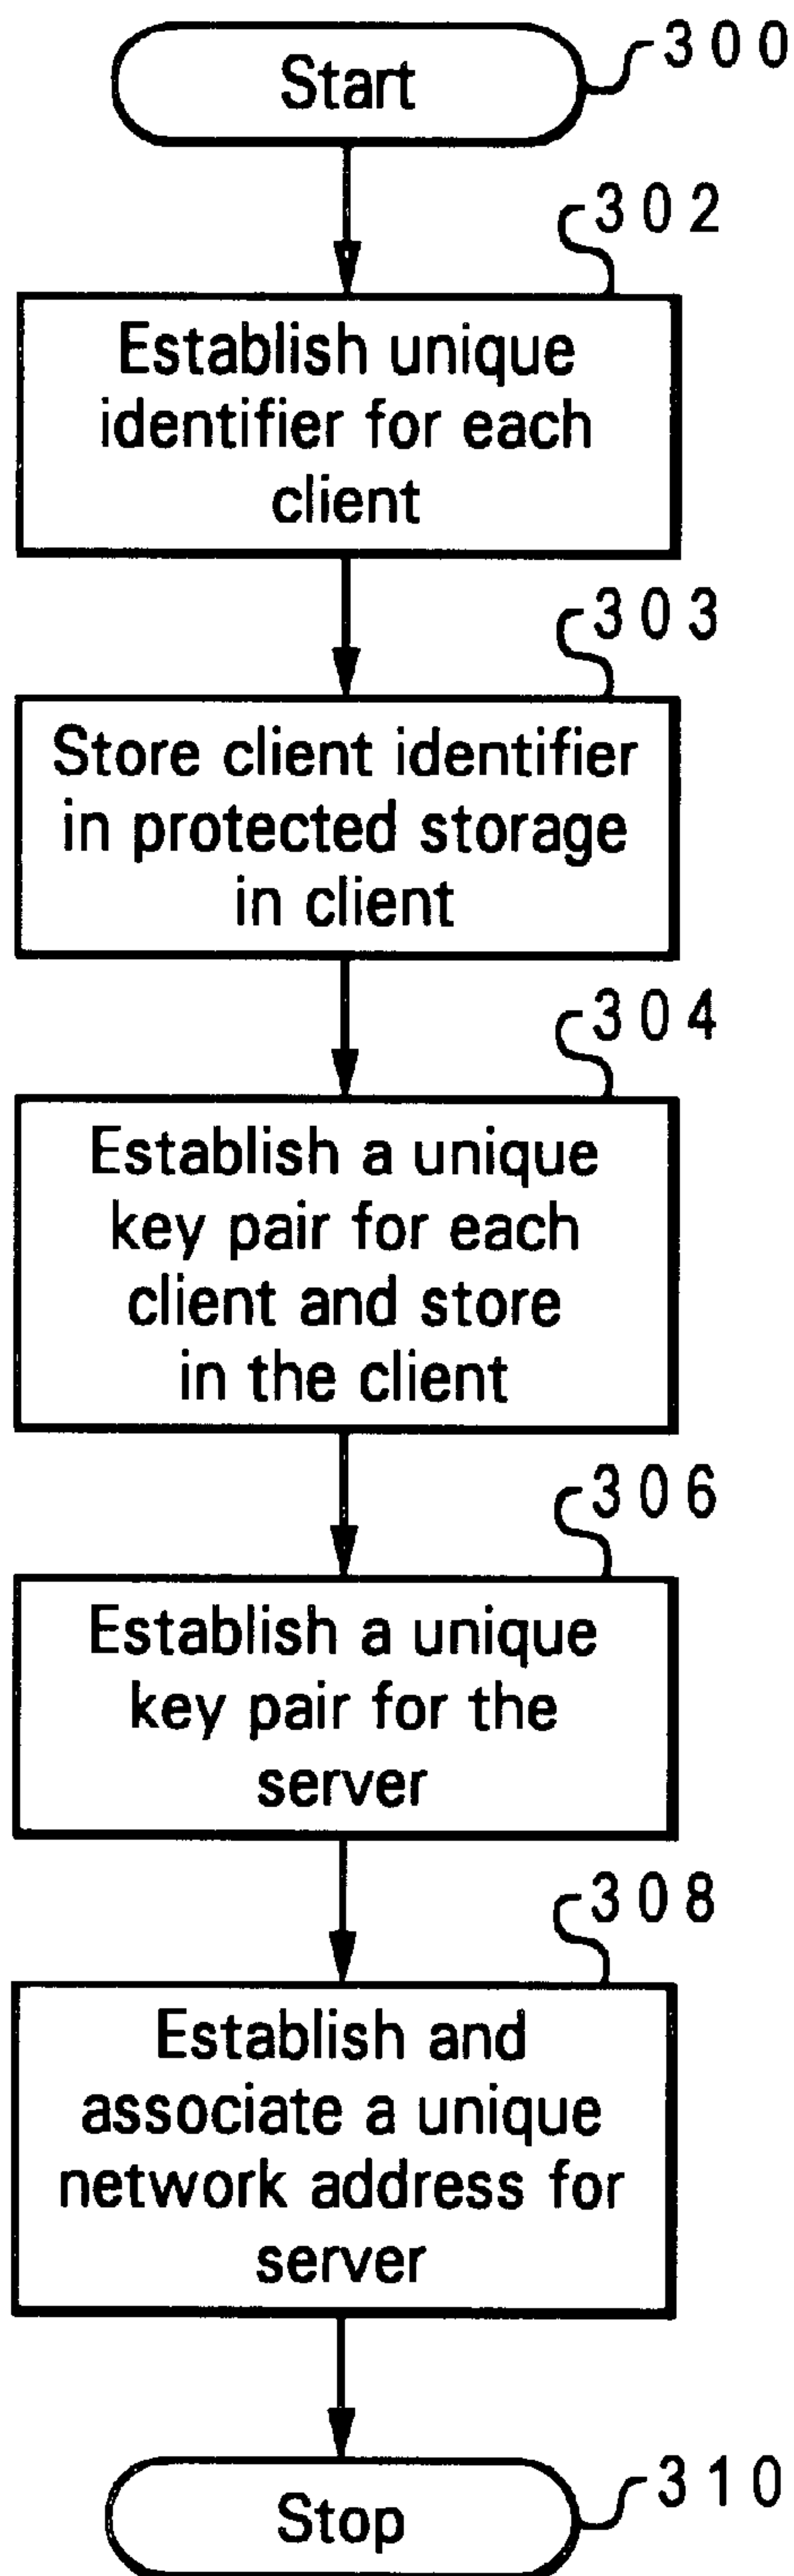 Start
300
302
Establish unique
identifier for each
client
303
Store client identifier
in protected storage
in client
304
Establish a unique
key pair for each
client and store
in the client
306
Establish a unique
key pair for the
server
308
Establish and
associate a unique
network address for
server
Stop
310